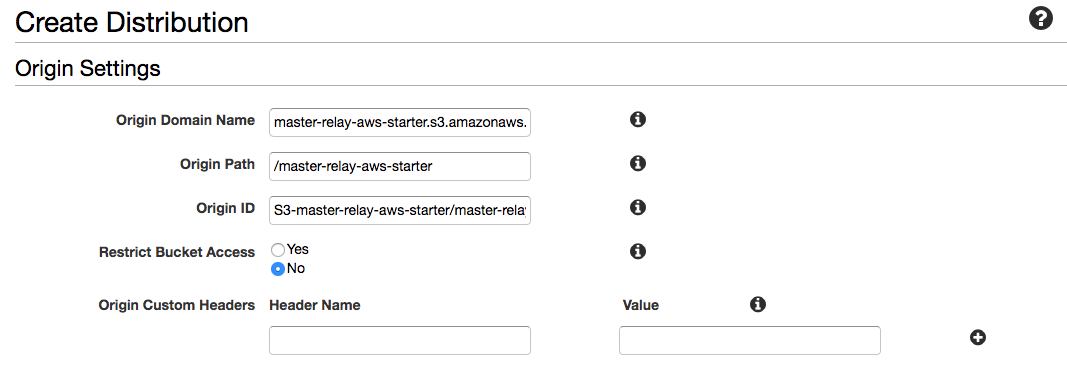 Create Distribution
Origin Settings
Origin Domain Name master-relay-aws-starter.s3.amazonaws.
Origin Path /master-relay-aws-starter
Origin ID S3-master-relay-aws-starter/master-rela
Restrict Bucket Access Yes
No
Origin Custom Headers Header Name Value